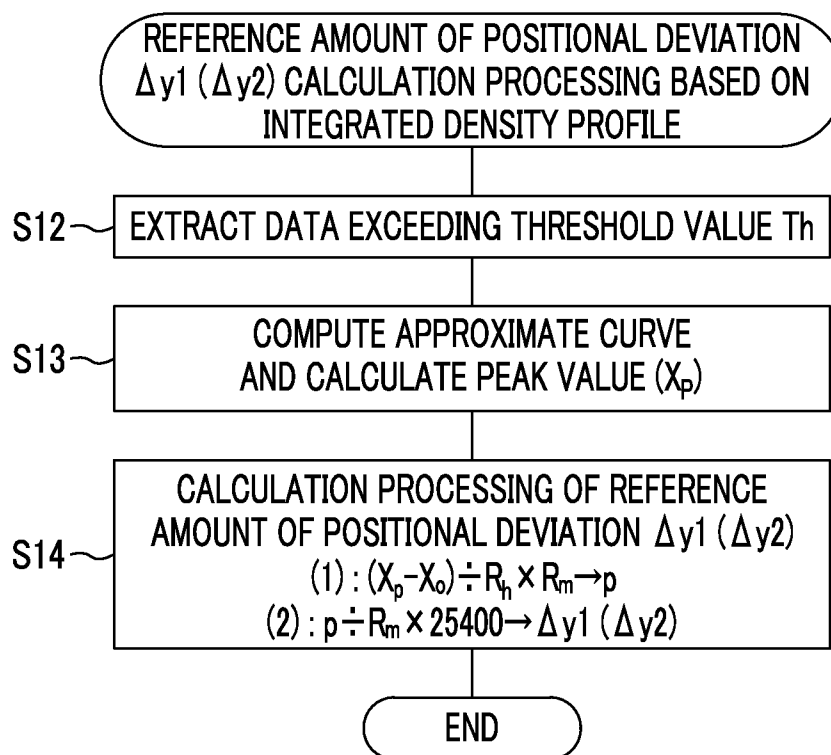 REFERENCE AMOUNT OF POSITIONAL DEVIATION
Δy1 (Δy2) CALCULATION PROCESSING BASED ON
INTEGRATED DENSITY PROFILE
S12
EXTRACT DATA EXCEEDING THRESHOLD VALUE Th
S13
COMPUTE APPROXIMATE CURVE
AND CALCULATE PEAK VALUE (Xp)
S14
CALCULATION PROCESSING OF REFERENCE
AMOUNT OF POSITIONAL DEVIATION Δy1 (Δy2)
(1) : (Xp-Xo)÷Rh×Rm→p
(2) : p÷Rm×25400→Δy1 (Δy2)
END